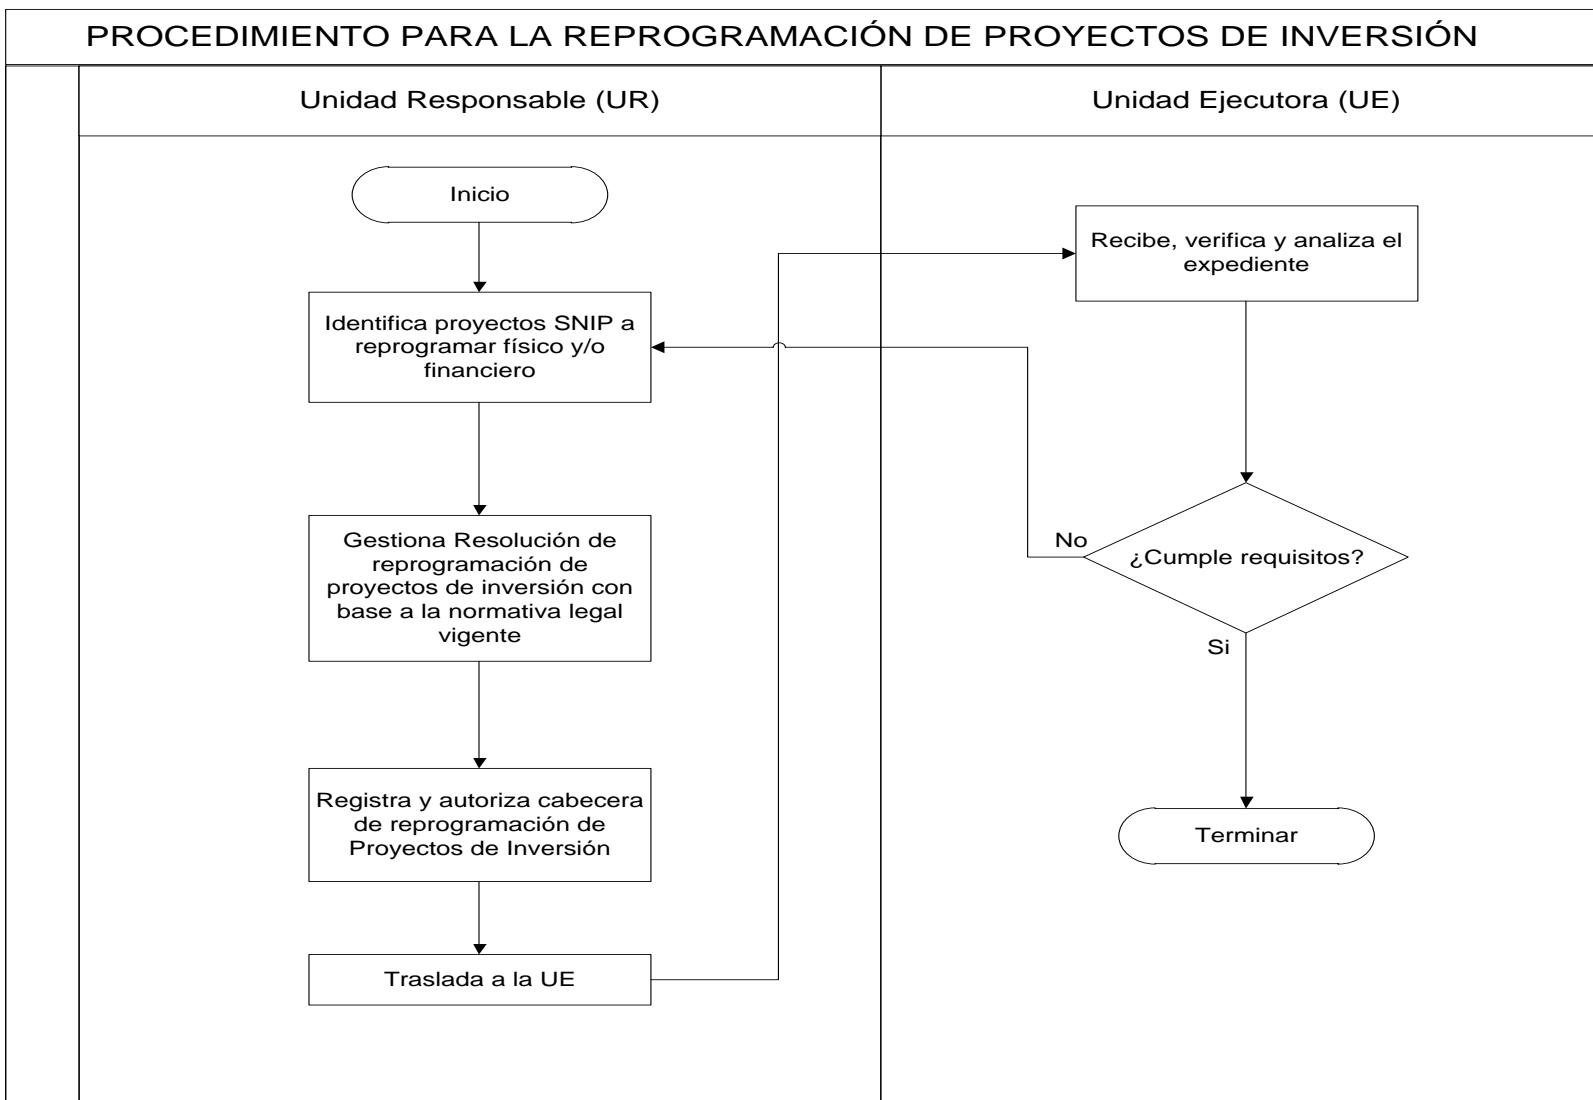 PROCEDIMIENTO PARA LA REPROGRAMACIÓN DE PROYECTOS DE INVERSIÓN
Unidad Responsable (UR)
Unidad Ejecutora (UE)
Inicio
Identifica proyectos SNIP a
reprogramar físico y/o
financiero
Gestiona Resolución de
reprogramación de
proyectos de inversión con
base a la normativa legal
vigente
Registra y autoriza cabecera
de reprogramación de
Proyectos de Inversión
Traslada a la UE
Recibe, verifica y analiza el
expediente
¿Cumple requisitos?
No
Si
Terminar